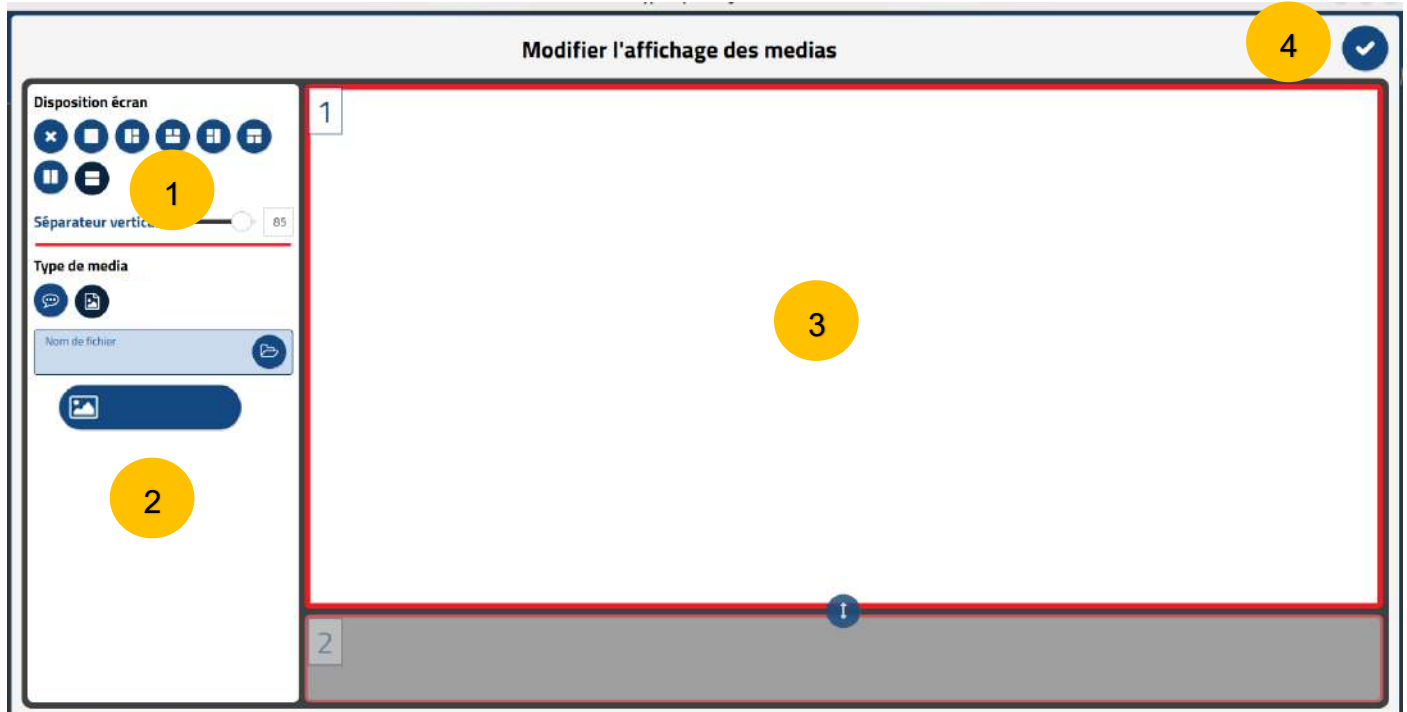 Modifier l'affichage des medias
4
Disposition écran
1
1
Séparateur
85
Type de media
Nom de fichier
3
2
2